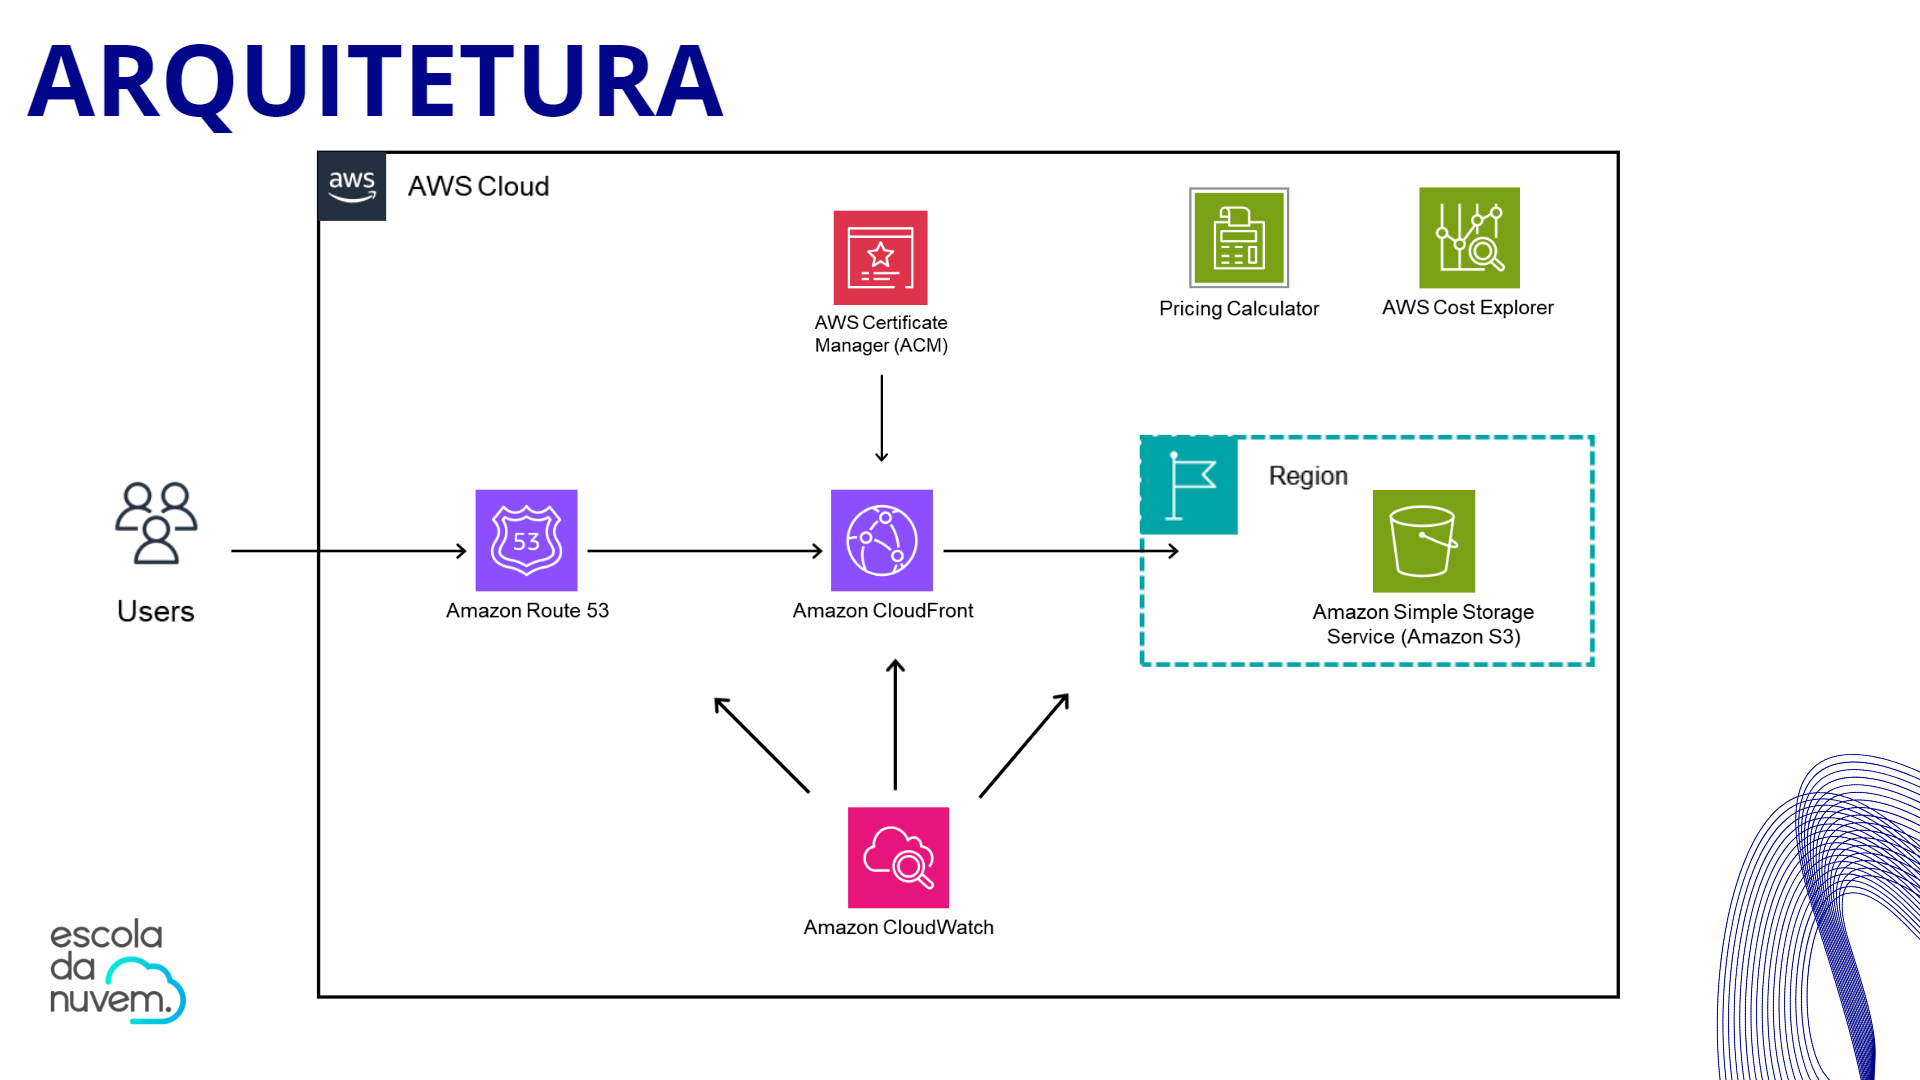 ARQUITETURA
aws
AWS Cloud
AWS Certificate
Manager (ACM)
Pricing Calculator
AWS Cost Explorer
Users
53
Amazon Route 53
Amazon CloudFront
Region
Amazon Simple Storage
Service (Amazon S3)
Amazon CloudWatch
escola
da
nuvem.